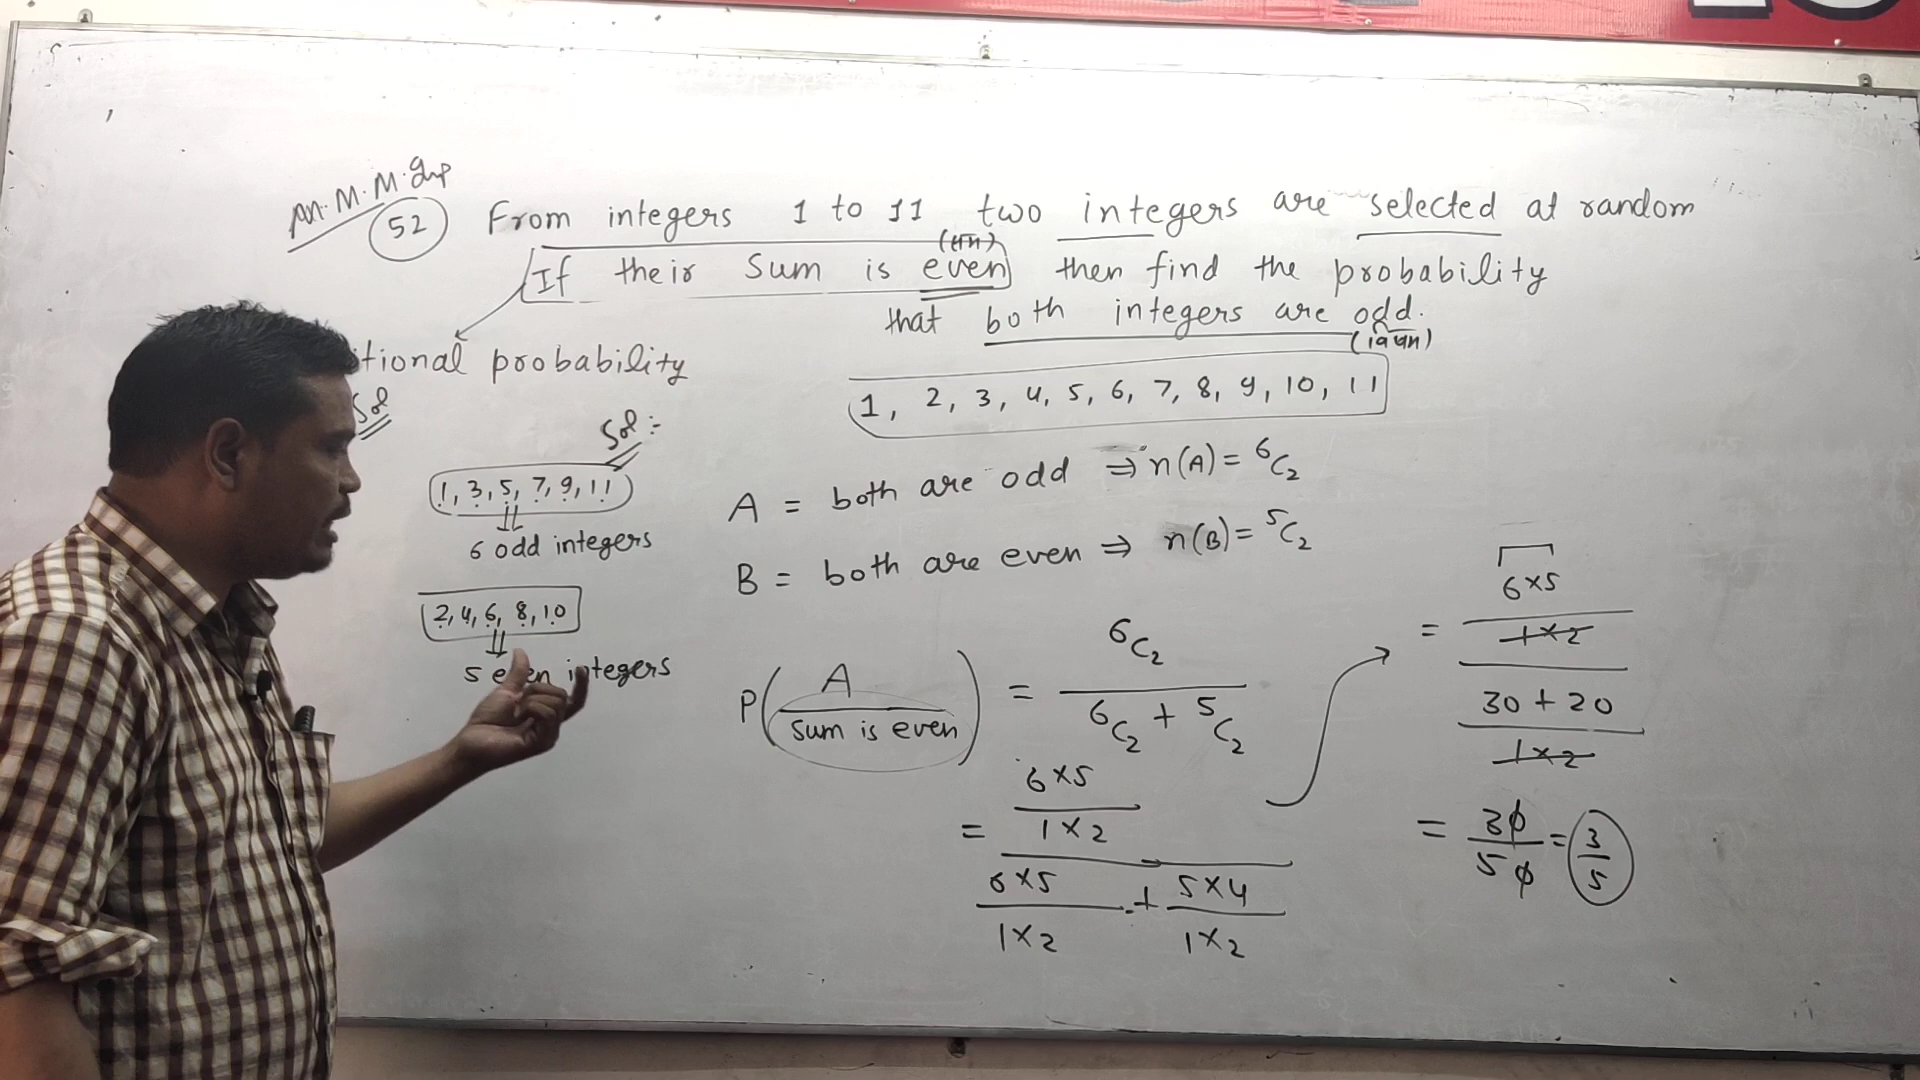 52 From integers 1 to 11 two integers are selected at random
(सम)
If their Sum is even then find the probability
that both integers are odd.
(विषम)
tional probability
Sol
Sol :-
1, 2, 3, 4, 5, 6, 7, 8, 9, 10, 11
1, 3, 5, 7, 9, 11
6 odd integers
2, 4, 6, 8, 10
5 even integers
A = both are odd ⇒ n(A) = ⁶C₂
B = both are even ⇒ n(B) = ⁵C₂
P(A / Sum is even) = ⁶C₂ / (⁶C₂ + ⁵C₂)
= (6×5 / 1×2) / (6×5 / 1×2 + 5×4 / 1×2)
= (6×5 / 1×2) / (30+20 / 1×2)
= 30 / 50 = 3 / 5